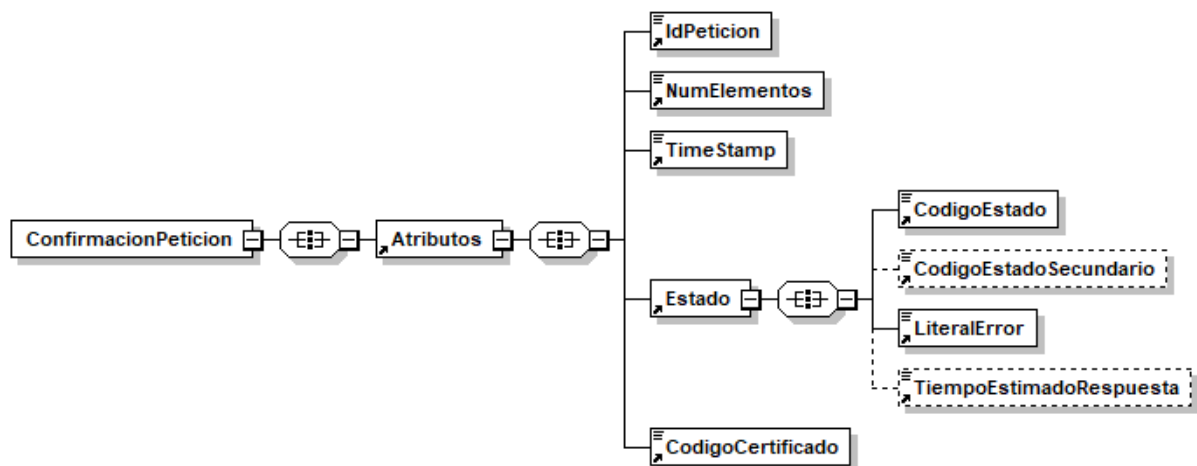 IdPeticion
NumElementos
TimeStamp
CodigoEstado
ConfirmacionPeticion
Atributos
CodigoEstadoSecundario
Estado
LiteralError
TiempoEstimadoRespuesta
CodigoCertificado